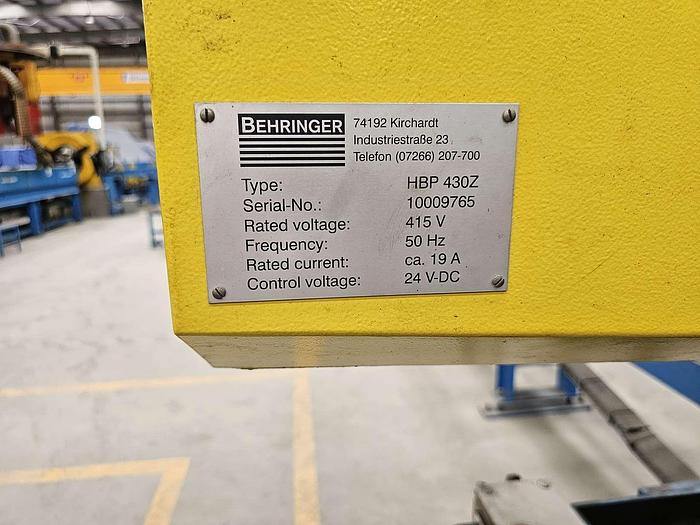 BEHRINGER
74192 Kirchardt
Industriestraße 23
Telefon (07266) 207-700
Type: HBP 430Z
Serial-No.: 10009765
Rated voltage: 415 V
Frequency: 50 Hz
Rated current: ca. 19 A
Control voltage: 24 V-DC